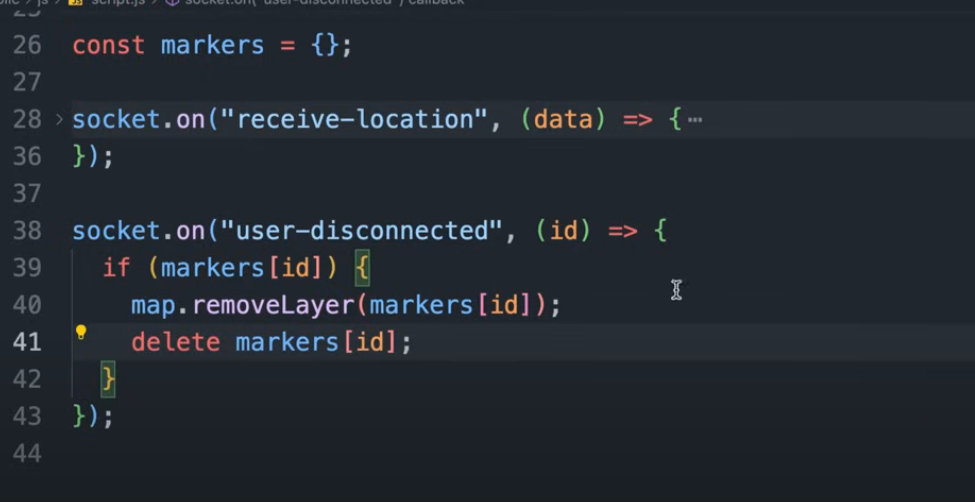 js > script.js > socket.on("user-disconnected") callback
26 const markers = {};
27
28 > socket.on("receive-location", (data) => { ⋯
36 });
37
38 socket.on("user-disconnected", (id) => {
39 if (markers[id]) {
40 map.removeLayer(markers[id]);
41 delete markers[id];
42 }
43 });
44